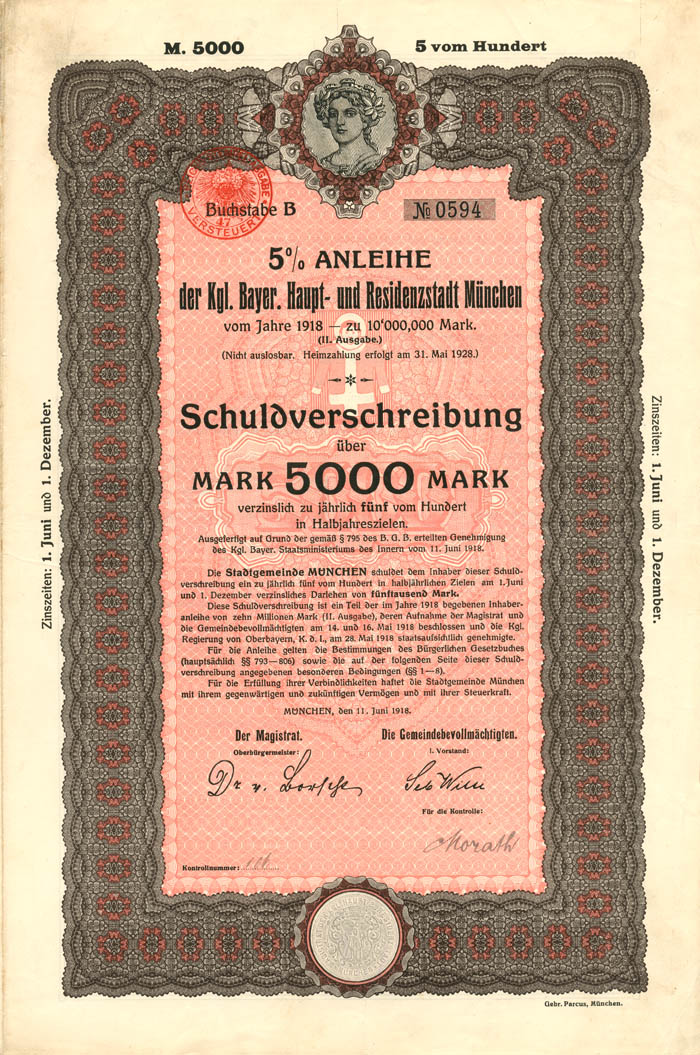 M. 5000
5 vom Hundert
Buchstabe B
VERSTEUERT
№ 0594
5% ANLEIHE
der Kgl. Bayer. Haupt- und Residenzstadt München
vom Jahre 1918 — zu 10'000,000 Mark.
(II. Ausgabe.)
(Nicht auslosbar. Heimzahlung erfolgt am 31. Mai 1928.)
Schuldverschreibung
über
MARK 5000 MARK
verzinslich zu jährlich fünf vom Hundert
in Halbjahreszielen.
Ausgefertigt auf Grund der gemäß § 795 des B. G. B. erteilten Genehmigung
des Kgl. Bayer. Staatsministeriums des Innern vom 11. Juni 1918.
Die Stadtgemeinde MÜNCHEN schuldet dem Inhaber dieser Schuld-
verschreibung ein zu jährlich fünf vom Hundert in halbjährlichen Zielen am 1. Juni
und 1. Dezember verzinsliches Darlehen von fünftausend Mark.
Diese Schuldverschreibung ist ein Teil der im Jahre 1918 begebenen Inhaber-
anleihe von zehn Millionen Mark (II. Ausgabe), deren Aufnahme der Magistrat und
die Gemeindebevollmächtigten am 14. und 16. Mai 1918 beschlossen und die Kgl.
Regierung von Oberbayern, K. d. I., am 28. Mai 1918 staatsaufsichtlich genehmigte.
Für die Anleihe gelten die Bestimmungen des Bürgerlichen Gesetzbuches
(hauptsächlich §§ 793—806) sowie die auf der folgenden Seite dieser Schuld-
verschreibung angegebenen besonderen Bedingungen (§§ 1—8).
Für die Erfüllung ihrer Verbindlichkeiten haftet die Stadtgemeinde München
mit ihrem gegenwärtigen und zukünftigen Vermögen und mit ihrer Steuerkraft.
MÜNCHEN, den 11. Juni 1918.
Der Magistrat.
Oberbürgermeister:
Dr v. Borscht
Die Gemeindebevollmächtigten.
I. Vorstand:
Für die Kontrolle:
Morath
Kontrollnummer:
Zinszeiten: 1. Juni und 1. Dezember.
Zinszeiten: 1. Juni und 1. Dezember.
Gebr. Parcus, München.